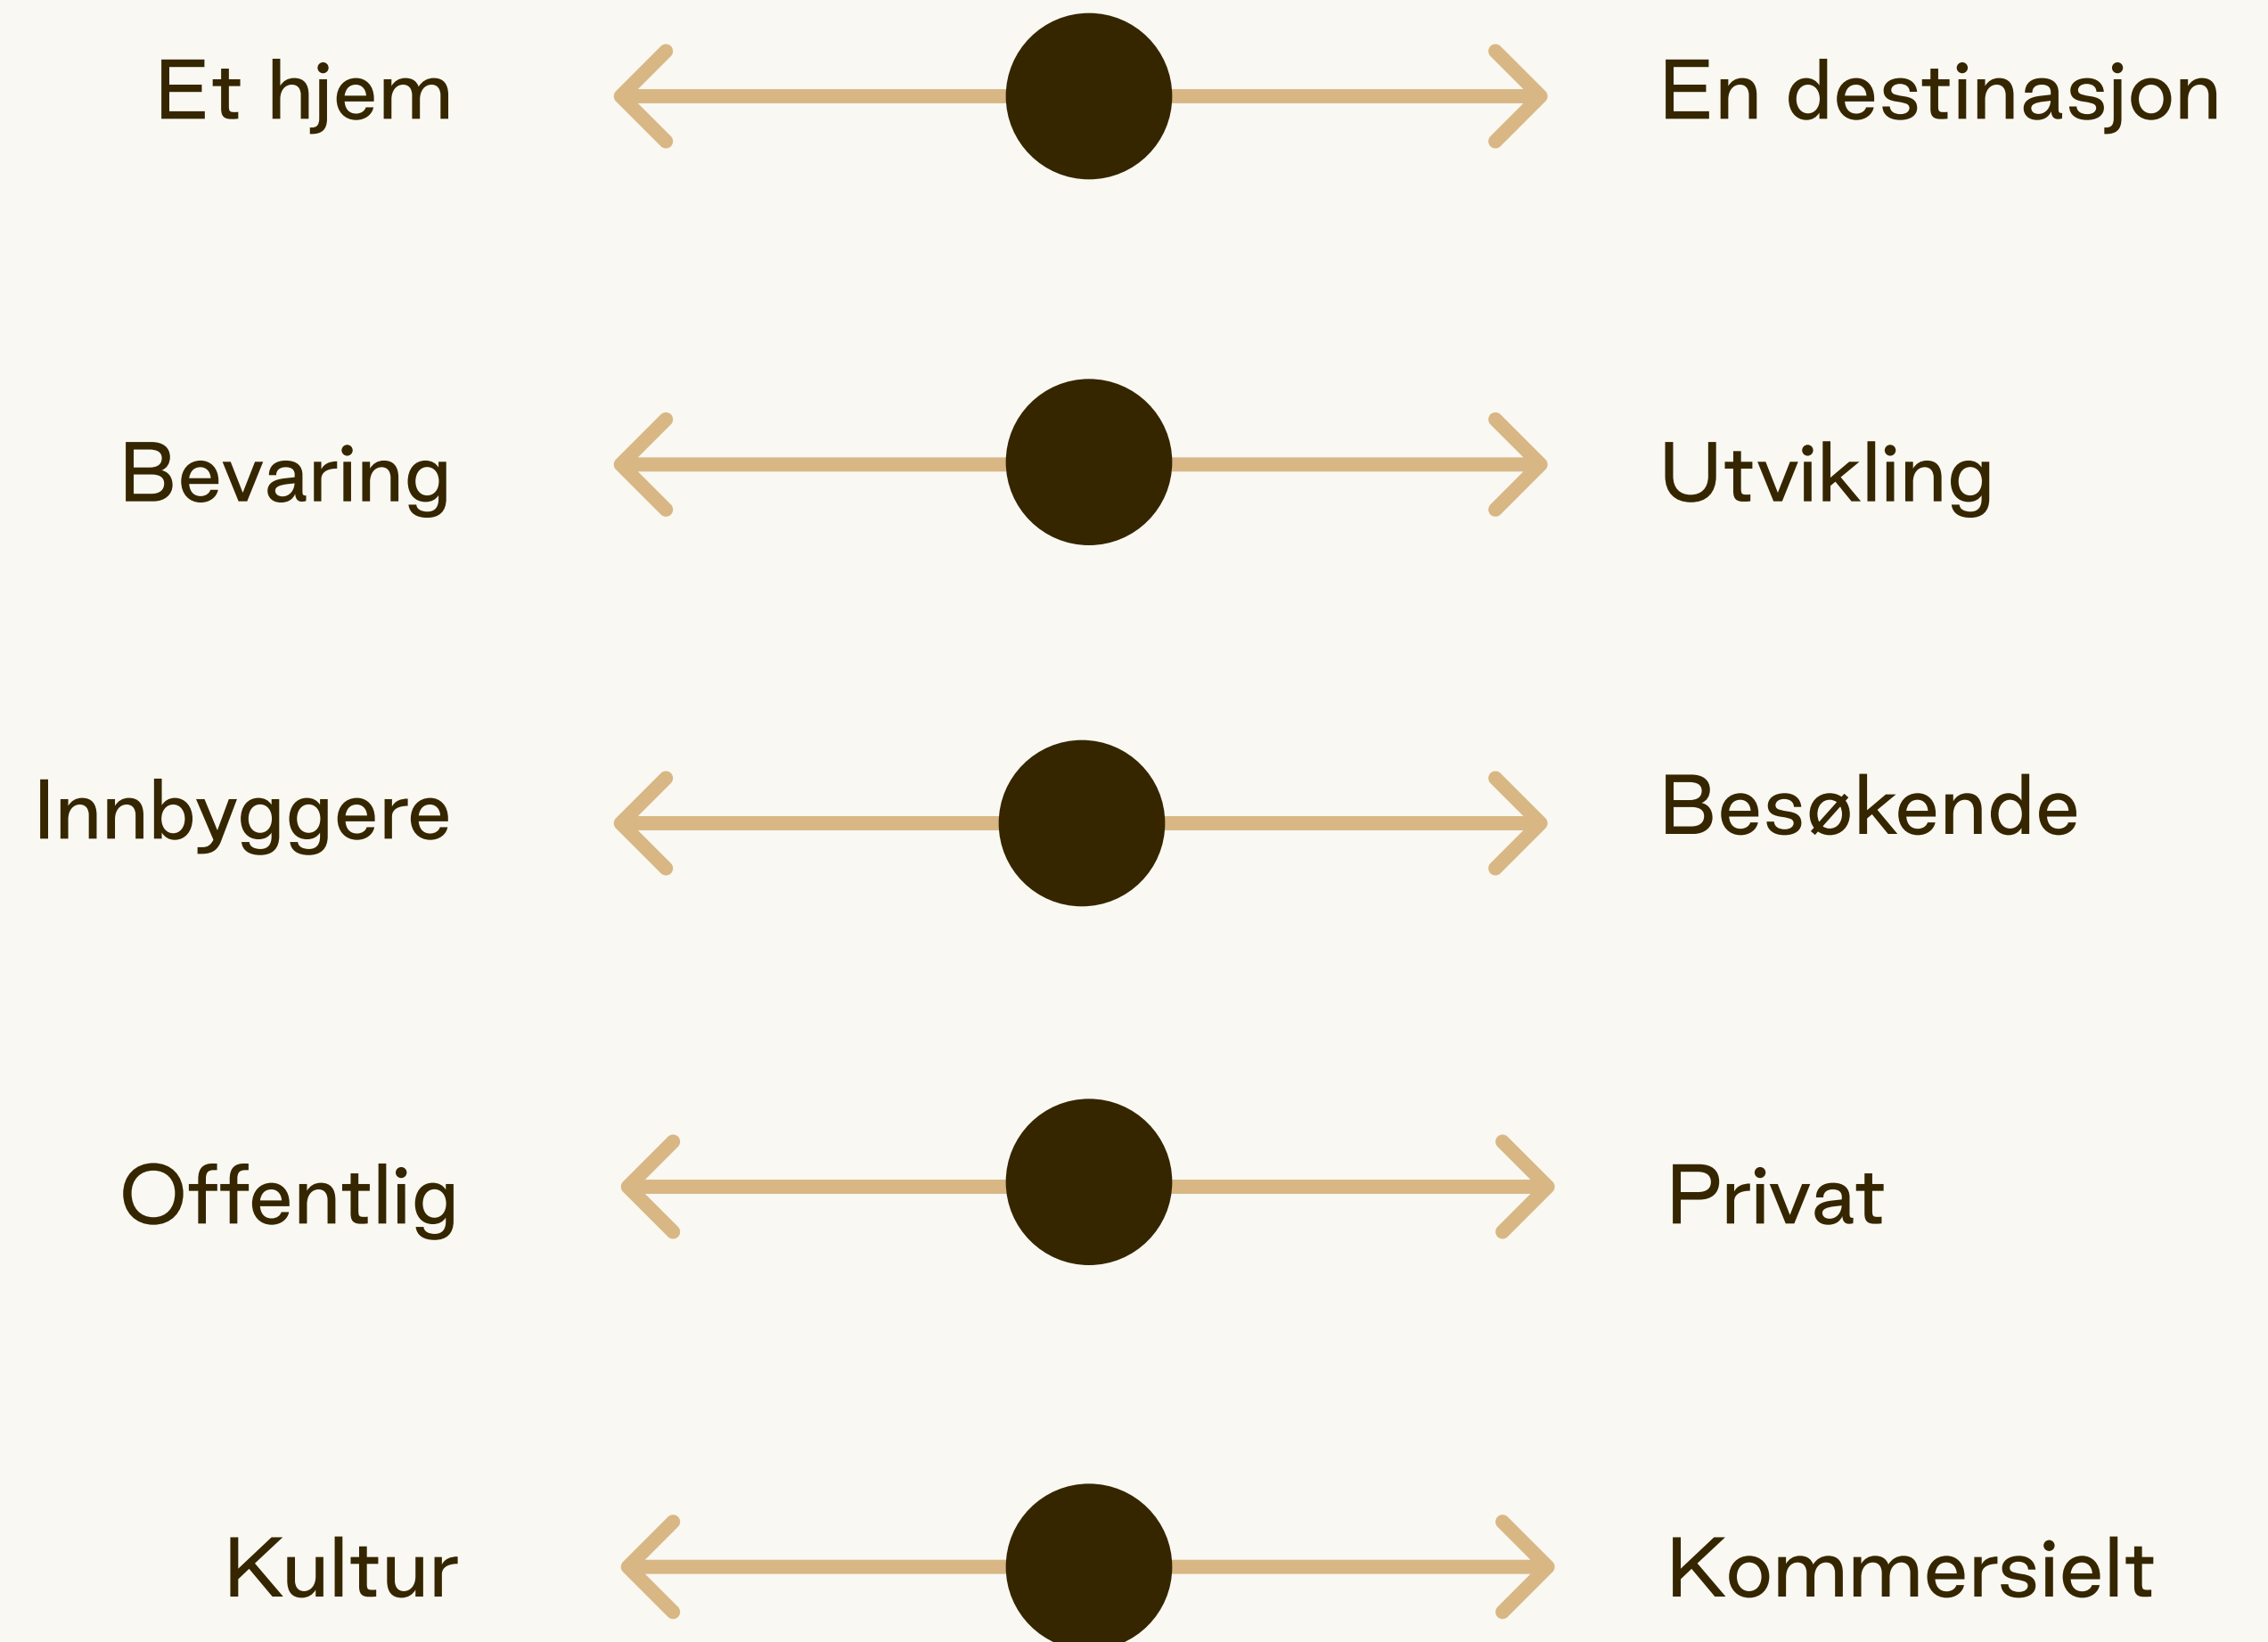 Et hjem En destinasjon
Bevaring Utvikling
Innbyggere Besøkende
Offentlig Privat
Kultur Kommersielt